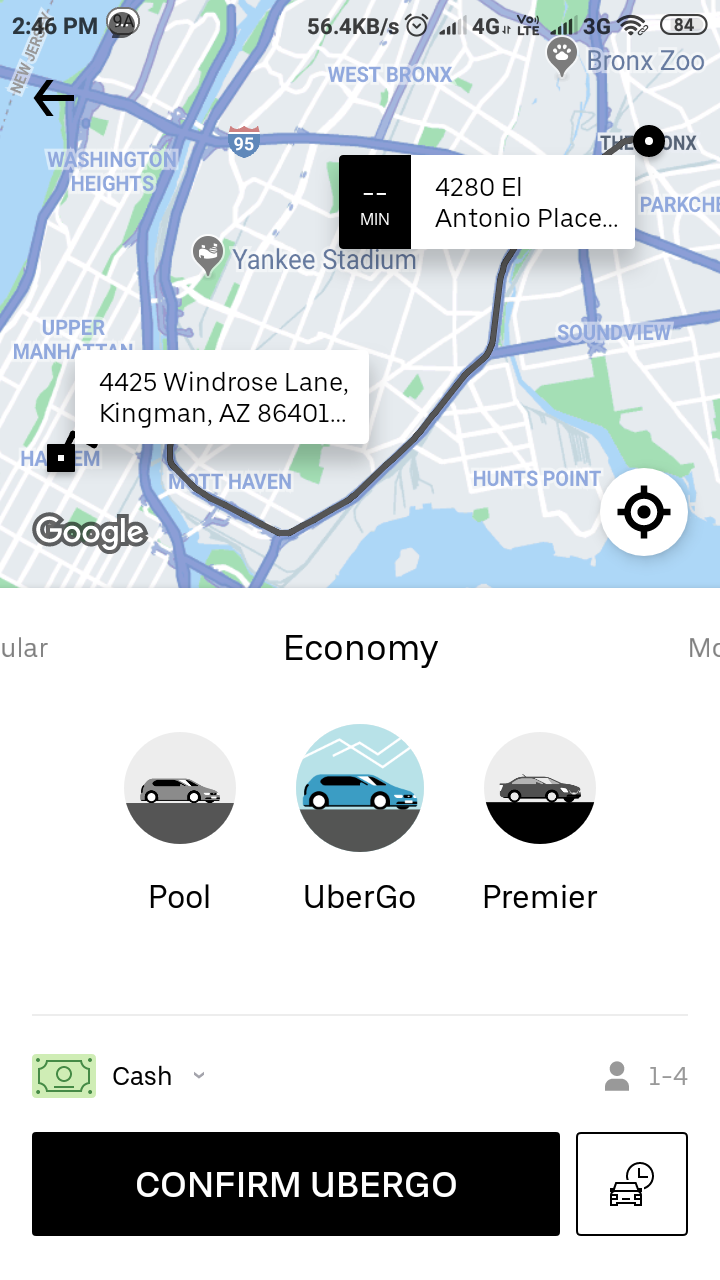 2:46 PM 9A 56.4KB/s 4G Vo) LTE 3G 84
NEW JERSEY
Bronx Zoo
WEST BRONX
95
THE BRONX
WASHINGTON
HEIGHTS
--
MIN
4280 El
Antonio Place...
PARKCHE
Yankee Stadium
UPPER
MANHATTAN
SOUNDVIEW
4425 Windrose Lane,
Kingman, AZ 86401...
HARLEM
MOTT HAVEN
HUNTS POINT
Google
ular
Economy
Mo
Pool
UberGo
Premier
Cash
1-4
CONFIRM UBERGO